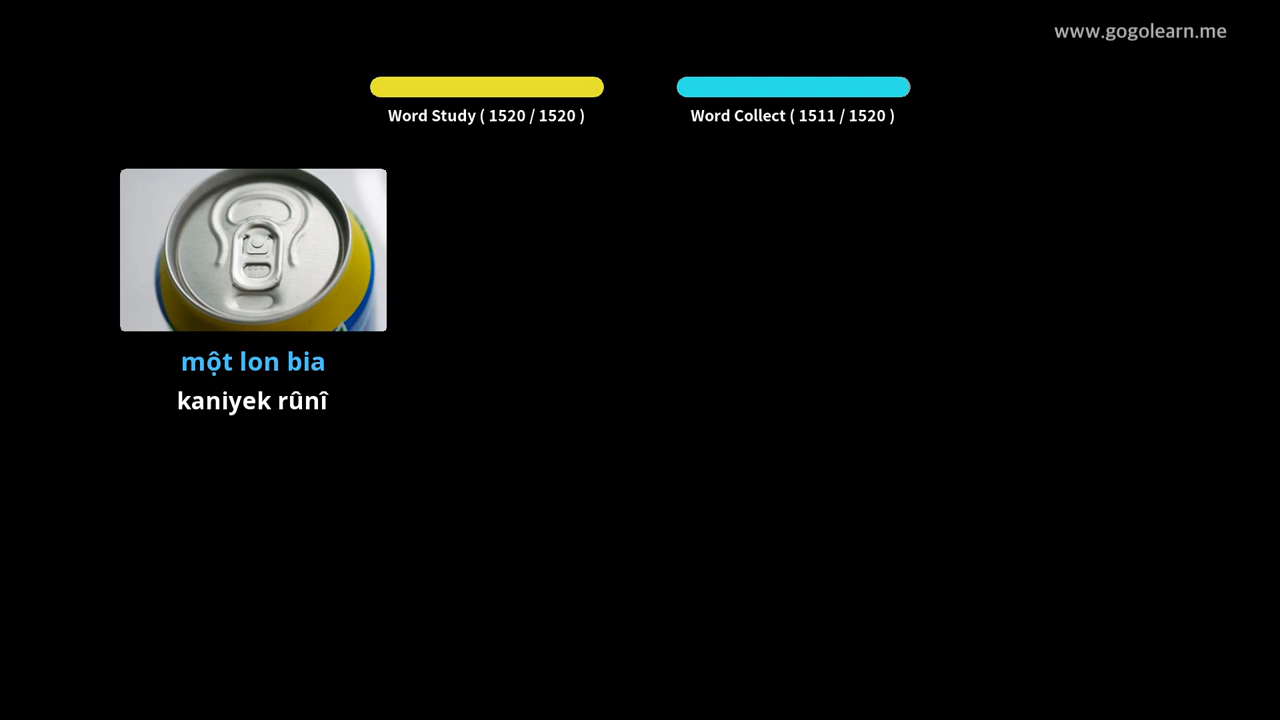 www.gogolearn.me
Word Study ( 1520 / 1520 )
Word Collect ( 1511 / 1520 )
một lon bia
kaniyek rûnî